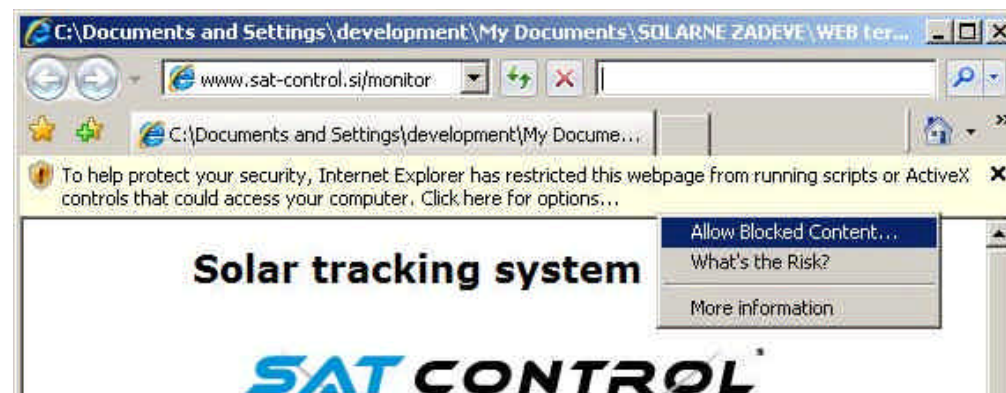 C:\Documents and Settings\development\My Documents\SOLARNE ZADEVE\WEB ter...
www.sat-control.si/monitor
C:\Documents and Settings\development\My Docume...
To help protect your security, Internet Explorer has restricted this webpage from running scripts or ActiveX
controls that could access your computer. Click here for options...
Allow Blocked Content...
What's the Risk?
More information
Solar tracking system
SAT CONTROL